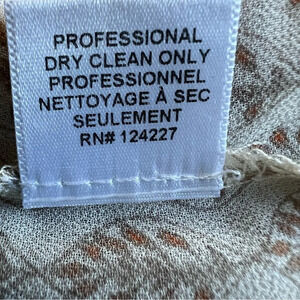 PROFESSIONAL
DRY CLEAN ONLY
PROFESSIONNEL
NETTOYAGE À SEC
SEULEMENT
RN# 124227